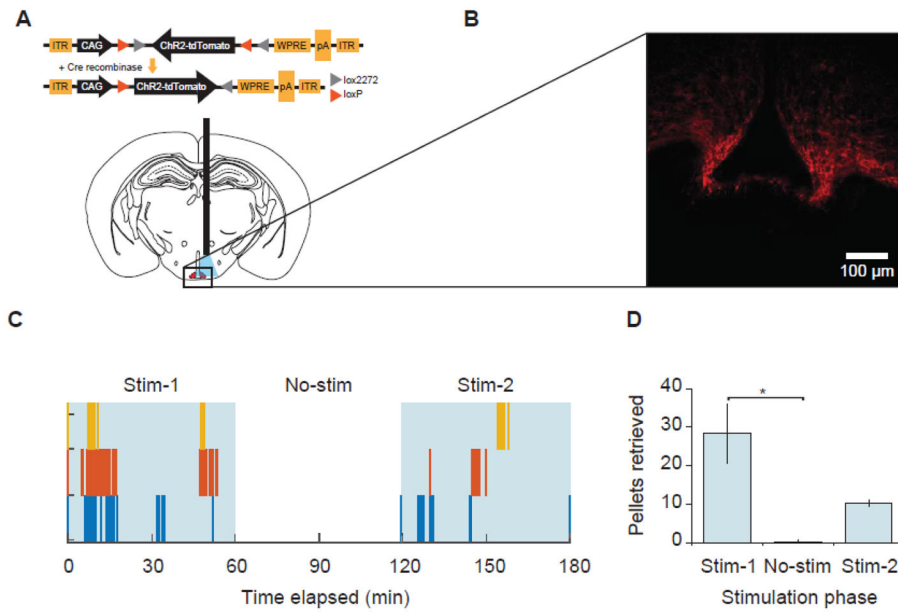 A
ITR CAG ChR2-tdTomato WPRE pA ITR
+ Cre recombinase
ITR CAG ChR2-tdTomato WPRE pA ITR
lox2272
loxP
B
100 µm
C
Stim-1 No-stim Stim-2
0 30 60 90 120 150 180
Time elapsed (min)
D
Pellets retrieved
40
30
20
10
0
*
Stim-1 No-stim Stim-2
Stimulation phase